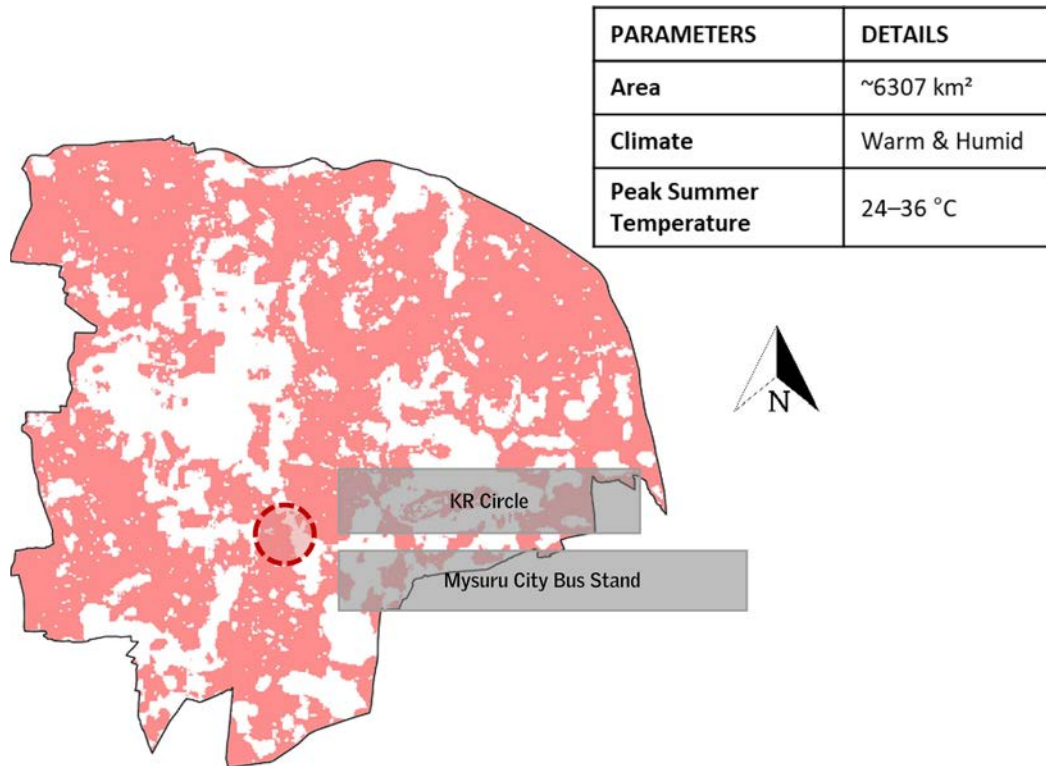 PARAMETERS DETAILS
Area ~6307 km²
Climate Warm & Humid
Peak Summer
Temperature 24–36 °C
N
KR Circle
Mysuru City Bus Stand